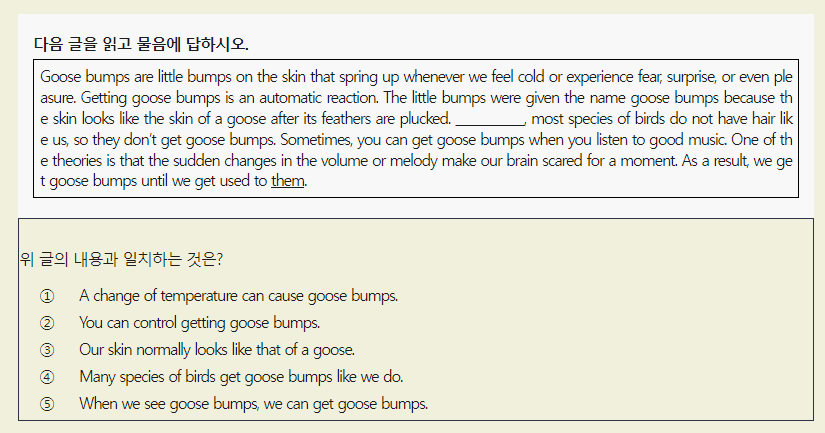 다음 글을 읽고 물음에 답하시오.
Goose bumps are little bumps on the skin that spring up whenever we feel cold or experience fear, surprise, or even ple
asure. Getting goose bumps is an automatic reaction. The little bumps were given the name goose bumps because th
e skin looks like the skin of a goose after its feathers are plucked. __________, most species of birds do not have hair lik
e us, so they don't get goose bumps. Sometimes, you can get goose bumps when you listen to good music. One of th
e theories is that the sudden changes in the volume or melody make our brain scared for a moment. As a result, we ge
t goose bumps until we get used to them.
위 글의 내용과 일치하는 것은?
① A change of temperature can cause goose bumps.
② You can control getting goose bumps.
③ Our skin normally looks like that of a goose.
④ Many species of birds get goose bumps like we do.
⑤ When we see goose bumps, we can get goose bumps.